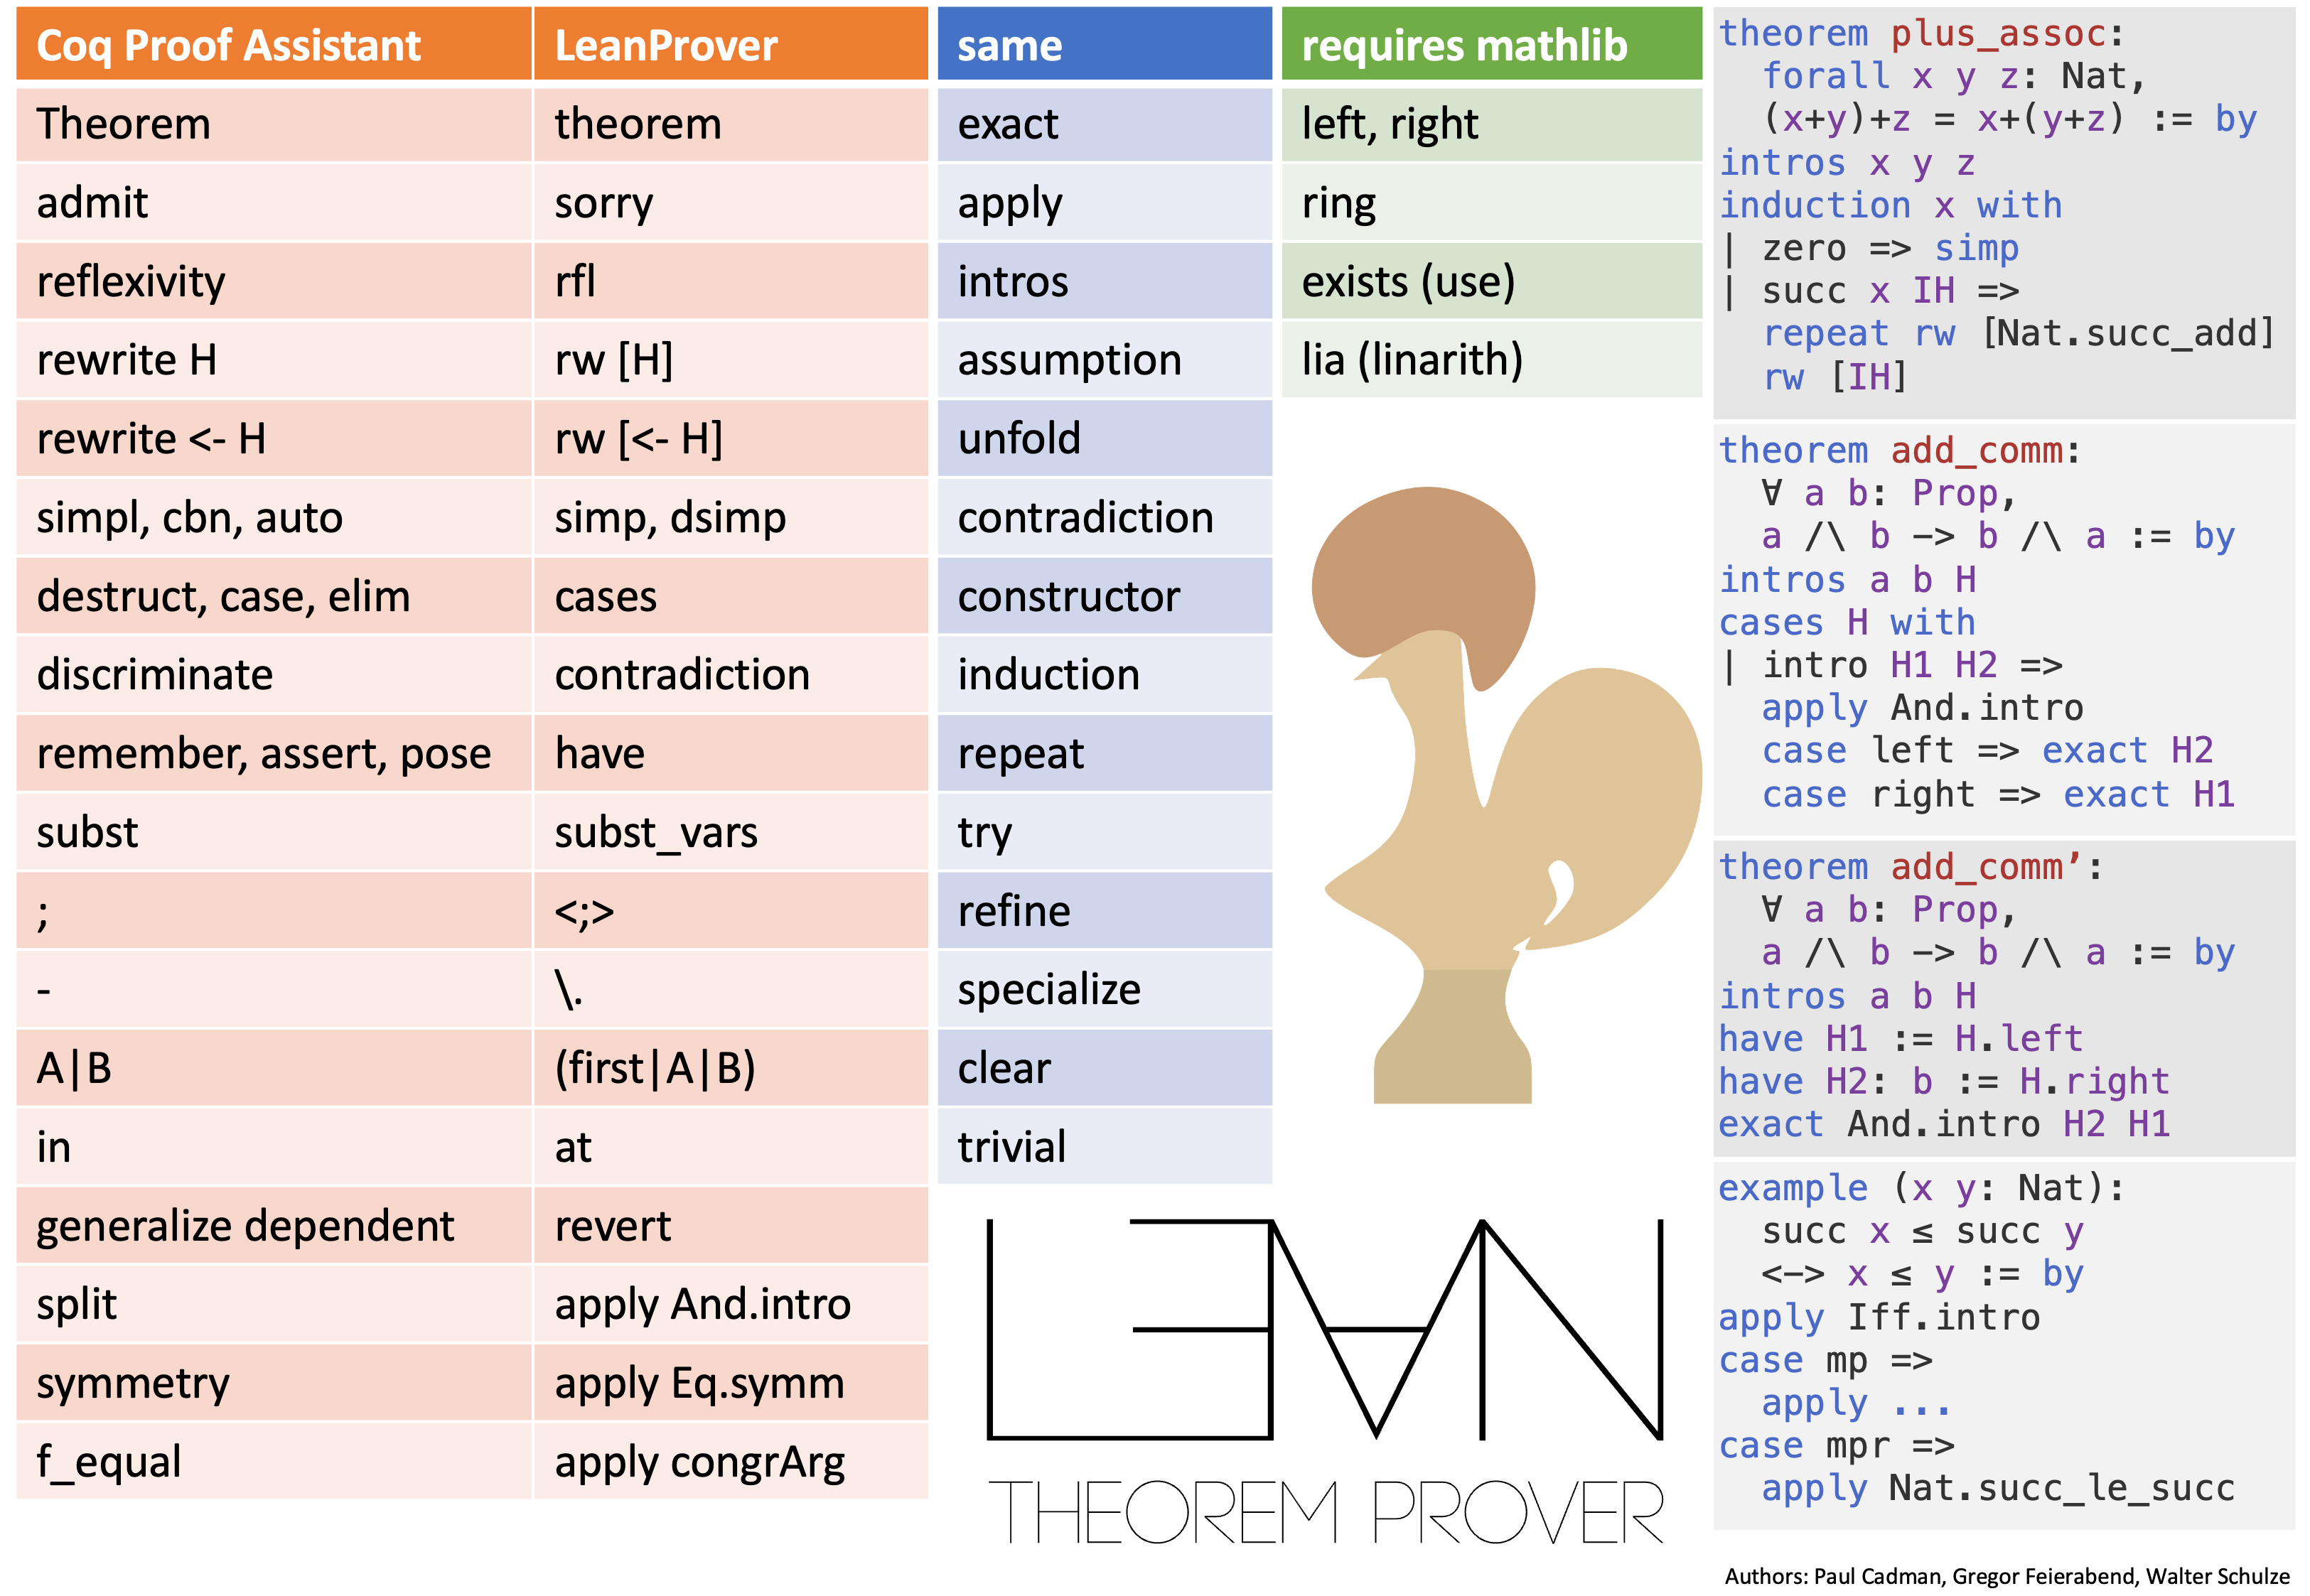 Coq Proof Assistant LeanProver
Theorem theorem
admit sorry
reflexivity rfl
rewrite H rw [H]
rewrite <- H rw [<- H]
simpl, cbn, auto simp, dsimp
destruct, case, elim cases
discriminate contradiction
remember, assert, pose have
subst subst_vars
; <;>
- \.
A|B (first|A|B)
in at
generalize dependent revert
split apply And.intro
symmetry apply Eq.symm
f_equal apply congrArg
same
exact
apply
intros
assumption
unfold
contradiction
constructor
induction
repeat
try
refine
specialize
clear
trivial
requires mathlib
left, right
ring
exists (use)
lia (linarith)
LEAN
THEOREM PROVER
theorem plus_assoc:
  forall x y z: Nat,
  (x+y)+z = x+(y+z) := by
intros x y z
induction x with
| zero => simp
| succ x IH =>
  repeat rw [Nat.succ_add]
  rw [IH]
theorem add_comm:
  ∀ a b: Prop,
  a /\ b -> b /\ a := by
intros a b H
cases H with
| intro H1 H2 =>
  apply And.intro
  case left => exact H2
  case right => exact H1
theorem add_comm’:
  ∀ a b: Prop,
  a /\ b -> b /\ a := by
intros a b H
have H1 := H.left
have H2: b := H.right
exact And.intro H2 H1
example (x y: Nat):
  succ x ≤ succ y
  <-> x ≤ y := by
apply Iff.intro
case mp =>
  apply ...
case mpr =>
  apply Nat.succ_le_succ
Authors: Paul Cadman, Gregor Feierabend, Walter Schulze